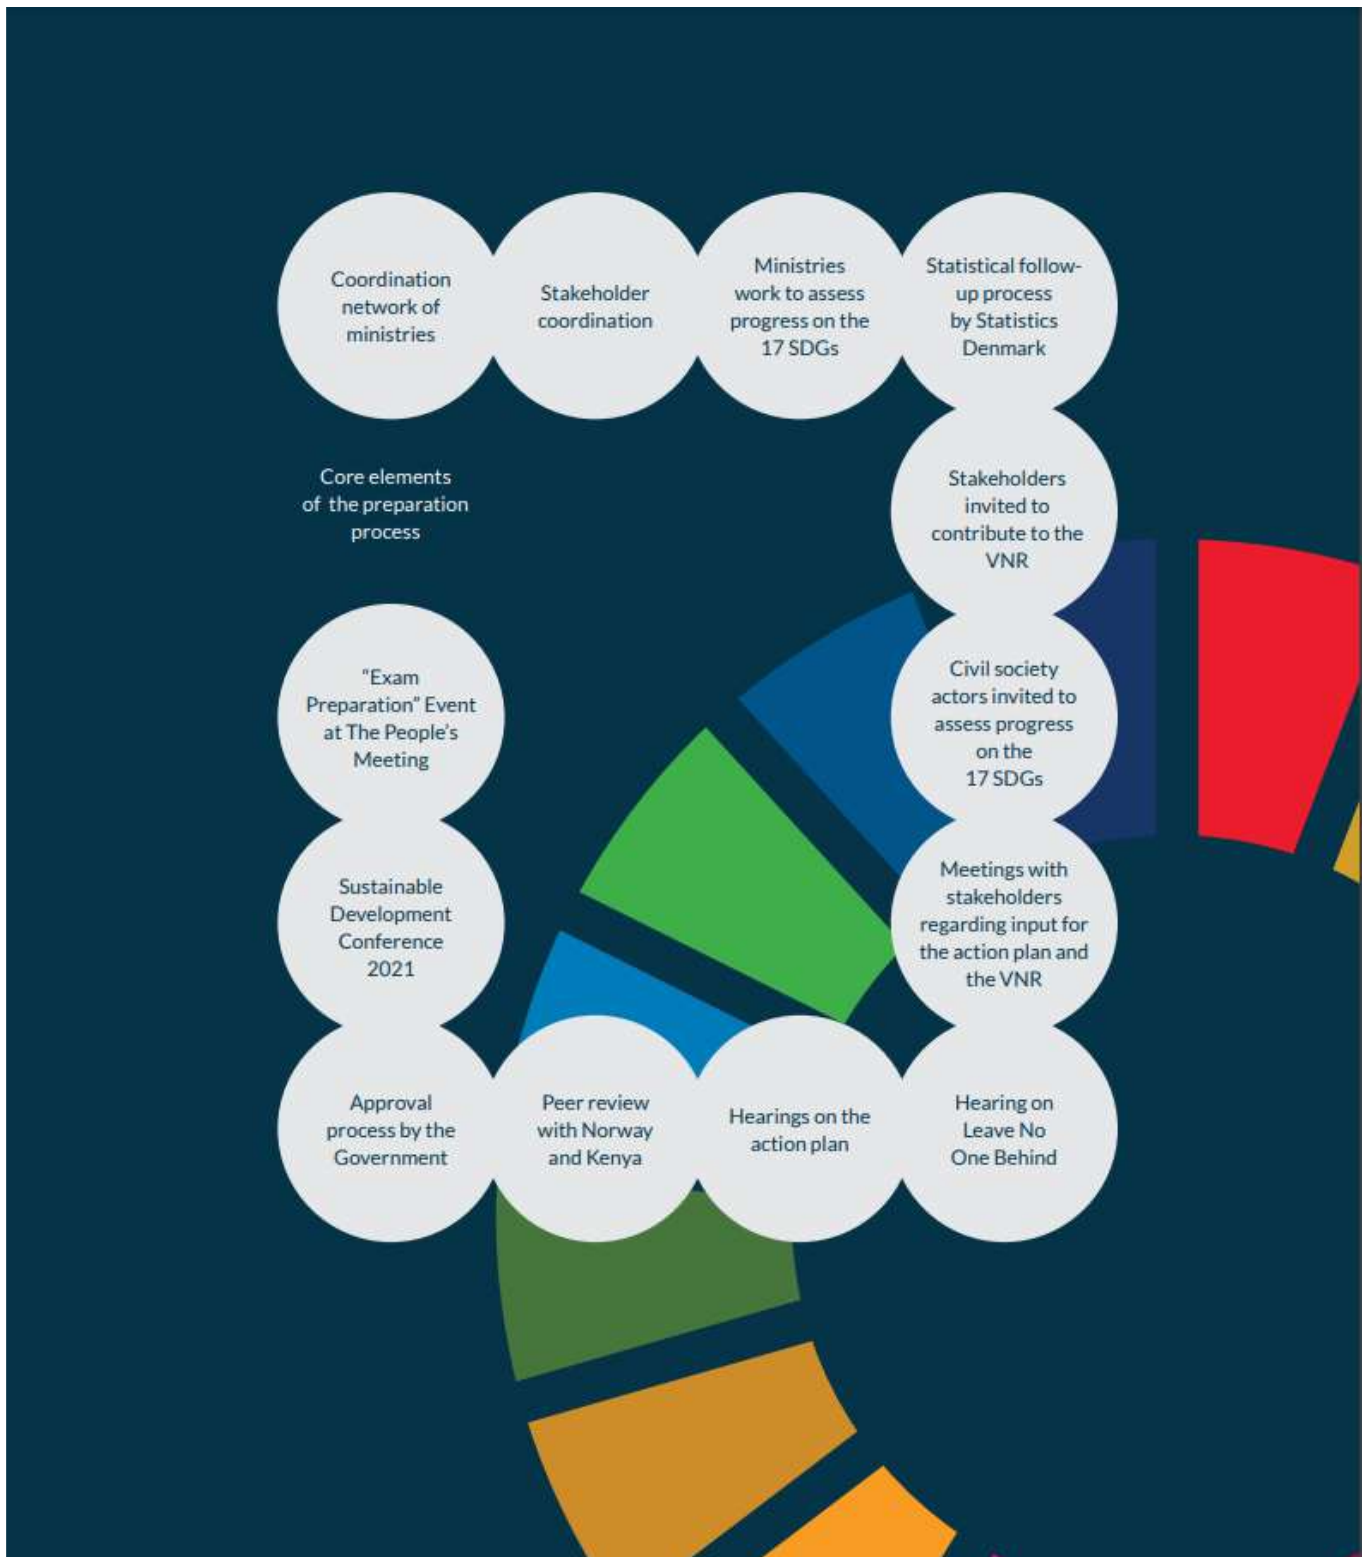 Coordination
network of
ministries
Stakeholder
coordination
Ministries
work to assess
progress on the
17 SDGs
Statistical follow-
up process
by Statistics
Denmark
Core elements
of the preparation
process
Stakeholders
invited to
contribute to the
VNR
Civil society
actors invited to
assess progress
on the
17 SDGs
Meetings with
stakeholders
regarding input for
the action plan and
the VNR
Hearing on
Leave No
One Behind
Hearings on the
action plan
Peer review
with Norway
and Kenya
Approval
process by the
Government
Sustainable
Development
Conference
2021
“Exam
Preparation” Event
at The People’s
Meeting